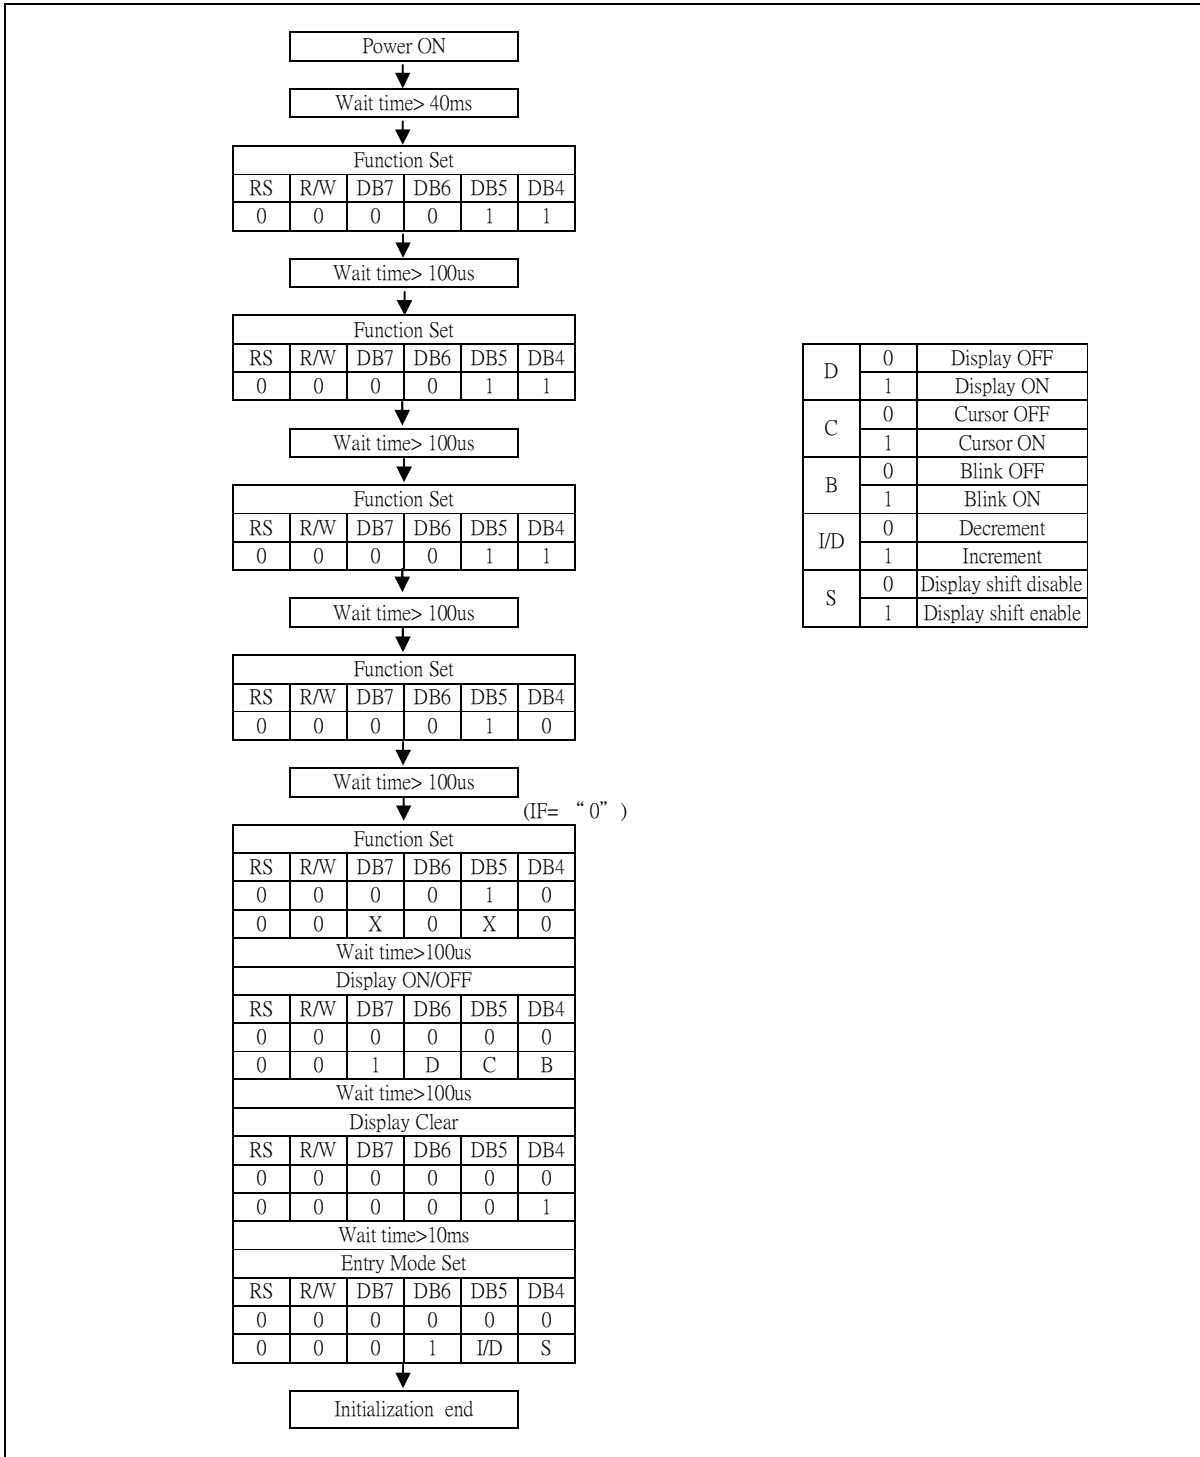 Power ON
Wait time> 40ms
Function Set
RS R/W DB7 DB6 DB5 DB4
0 0 0 0 1 1
Wait time> 100us
Function Set
RS R/W DB7 DB6 DB5 DB4
0 0 0 0 1 1
Wait time> 100us
Function Set
RS R/W DB7 DB6 DB5 DB4
0 0 0 0 1 1
Wait time> 100us
Function Set
RS R/W DB7 DB6 DB5 DB4
0 0 0 0 1 0
Wait time> 100us
(IF= “0”)
Function Set
RS R/W DB7 DB6 DB5 DB4
0 0 0 0 1 0
0 0 X 0 X 0
Wait time>100us
Display ON/OFF
RS R/W DB7 DB6 DB5 DB4
0 0 0 0 0 0
0 0 1 D C B
Wait time>100us
Display Clear
RS R/W DB7 DB6 DB5 DB4
0 0 0 0 0 0
0 0 0 0 0 1
Wait time>10ms
Entry Mode Set
RS R/W DB7 DB6 DB5 DB4
0 0 0 0 0 0
0 0 0 1 I/D S
Initialization end
D 0 Display OFF
1 Display ON
C 0 Cursor OFF
1 Cursor ON
B 0 Blink OFF
1 Blink ON
I/D 0 Decrement
1 Increment
S 0 Display shift disable
1 Display shift enable